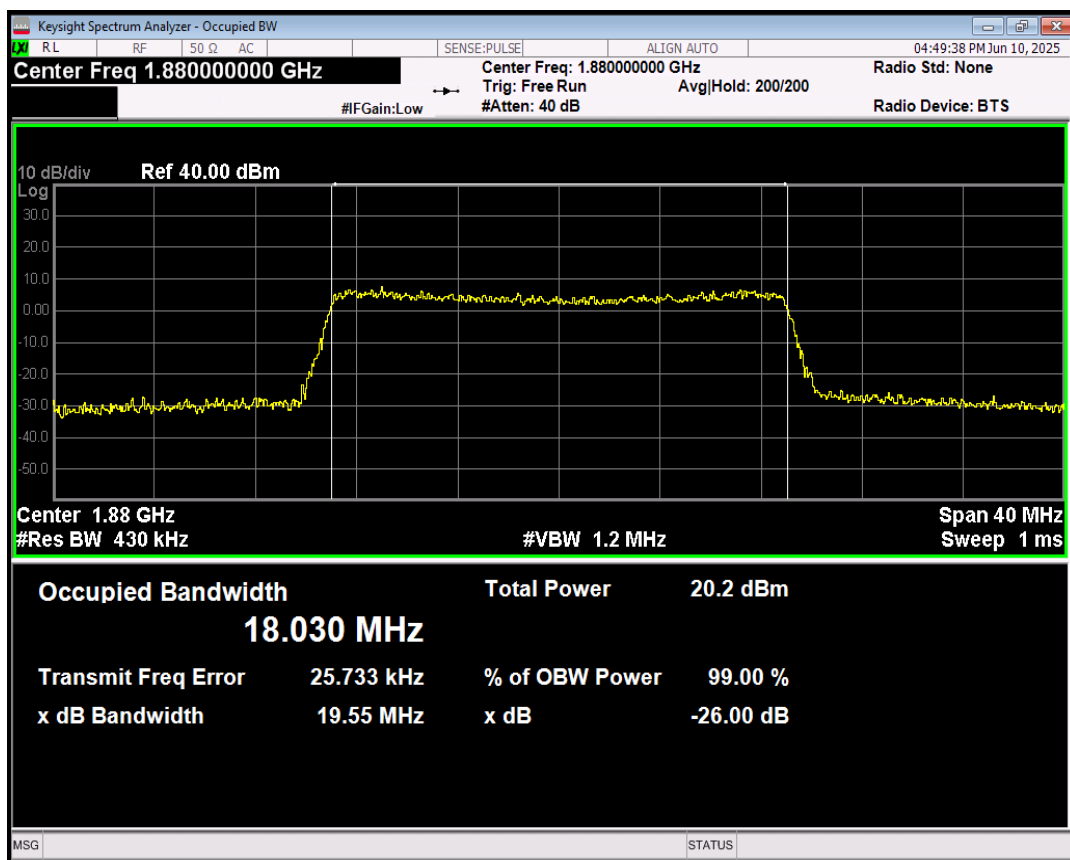 Keysight Spectrum Analyzer - Occupied BW
LXI RL RF 50 Ω AC SENSE:PULSE ALIGN AUTO 04:49:38 PM Jun 10, 2025
Center Freq 1.880000000 GHz
Center Freq: 1.880000000 GHz
Radio Std: None
Trig: Free Run
Avg|Hold: 200/200
#IFGain:Low
#Atten: 40 dB
Radio Device: BTS
10 dB/div Ref 40.00 dBm
Log
30.0
20.0
10.0
0.00
-10.0
-20.0
-30.0
-40.0
-50.0
Center 1.88 GHz Span 40 MHz
#Res BW 430 kHz #VBW 1.2 MHz Sweep 1 ms
Occupied Bandwidth Total Power 20.2 dBm
18.030 MHz
Transmit Freq Error 25.733 kHz % of OBW Power 99.00 %
x dB Bandwidth 19.55 MHz x dB -26.00 dB
MSG STATUS